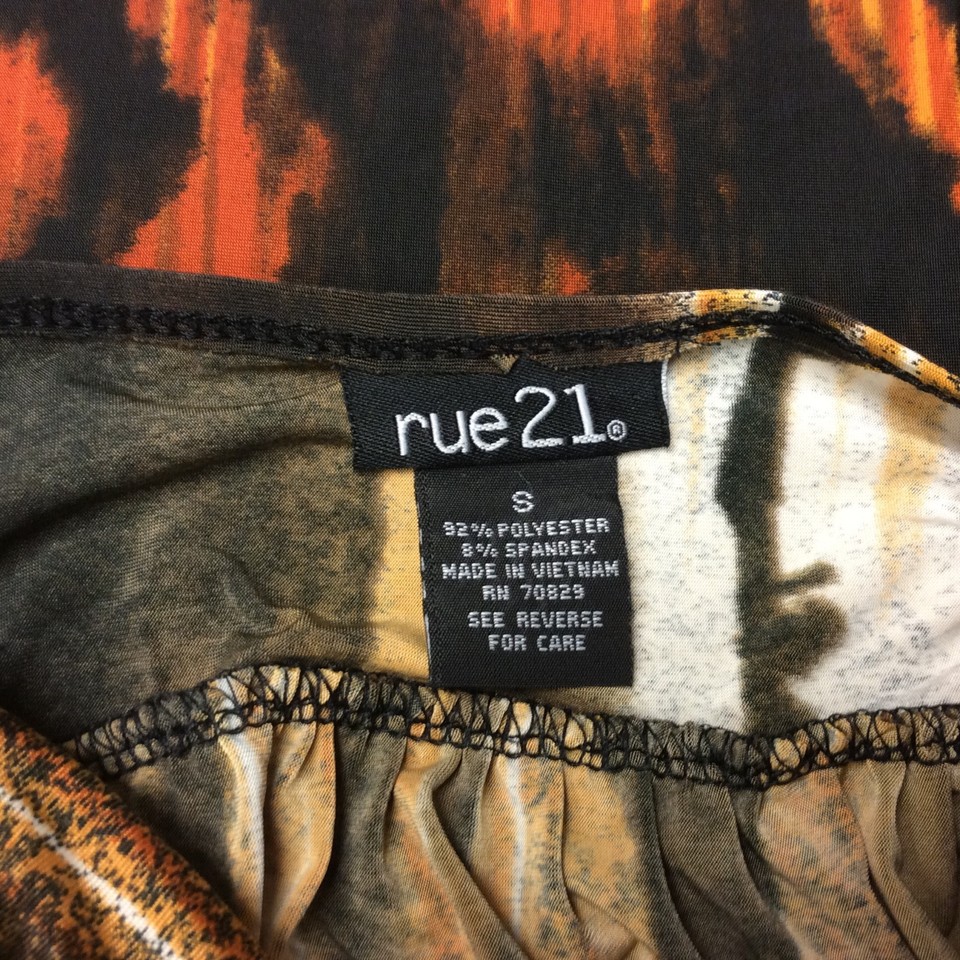 rue21®
S
92% POLYESTER
8% SPANDEX
MADE IN VIETNAM
RN 70829
SEE REVERSE
FOR CARE